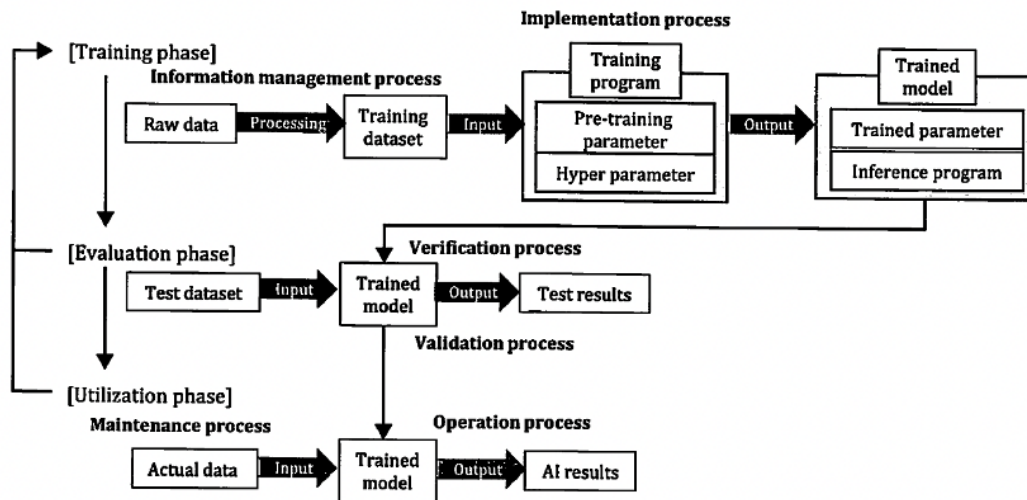 Implementation process
[Training phase]
Information management process
Raw data
Processing
Training
dataset
Input
Training
program
Pre-training
parameter
Hyper parameter
Output
Trained
model
Trained parameter
Inference program
[Evaluation phase]
Verification process
Test dataset
Input
Trained
model
Output
Test results
Validation process
[Utilization phase]
Maintenance process
Operation process
Actual data
Input
Trained
model
Output
AI results